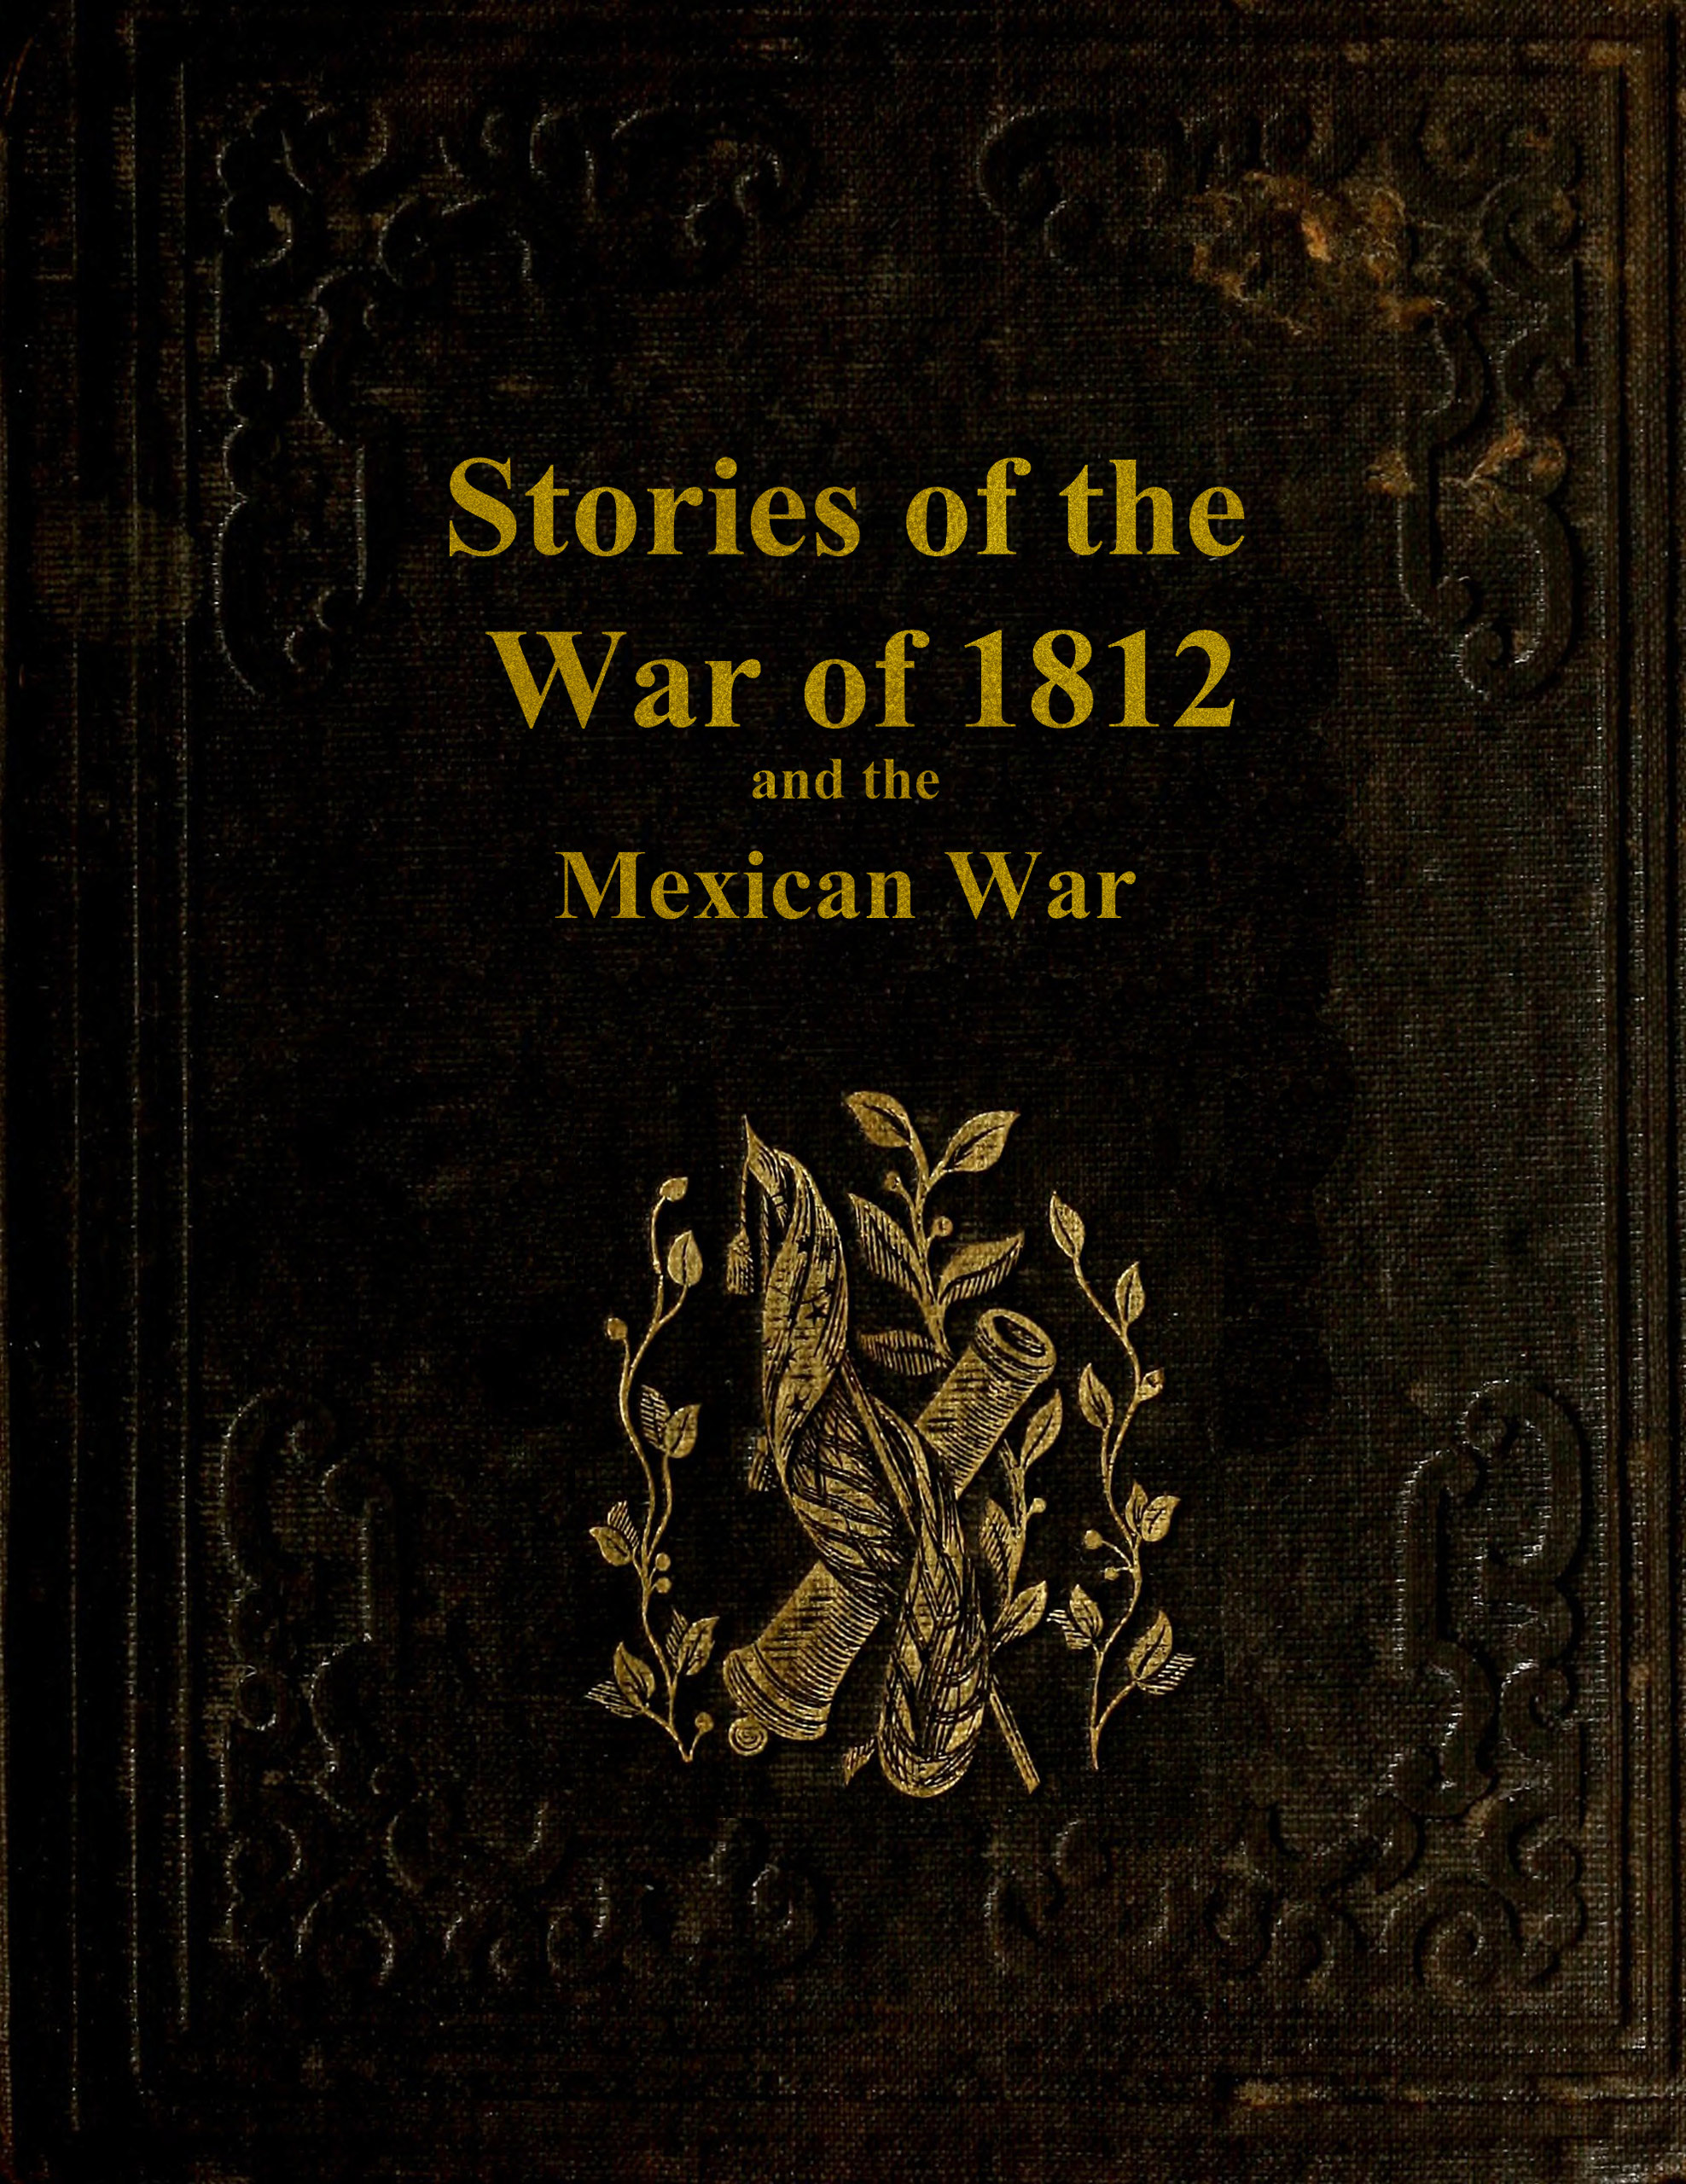 Stories of the
War of 1812
and the
Mexican War